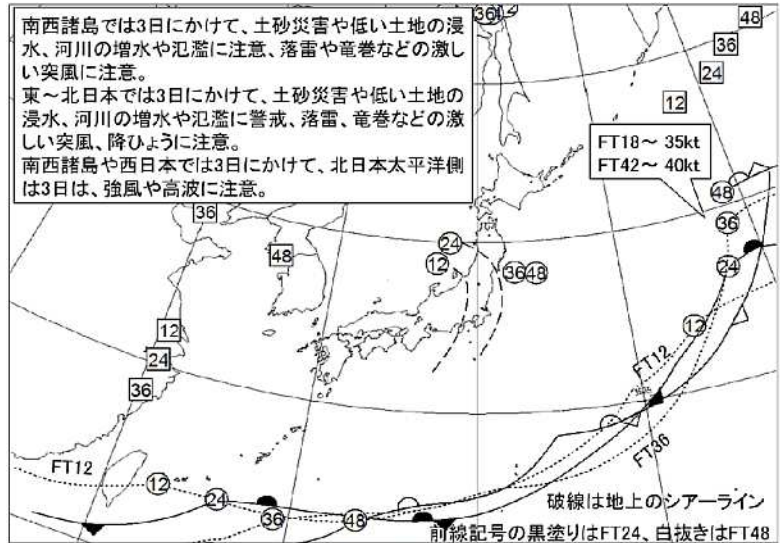 南西諸島では3日にかけて、土砂災害や低い土地の浸
水、河川の増水や氾濫に注意、落雷や竜巻などの激し
い突風に注意。
東～北日本では3日にかけて、土砂災害や低い土地の
浸水、河川の増水や氾濫に警戒、落雷、竜巻などの激
しい突風、降ひょうに注意。
南西諸島や西日本では3日にかけて、北日本太平洋側
は3日は、強風や高波に注意。
36
48
36
24
12
FT18～ 35kt
FT42～ 40kt
48
36
24
12
36
48
24
12
36
48
12
24
36
FT12
FT36
FT12
12
24
36
48
破線は地上のシアーライン
前線記号の黒塗りはFT24、白抜きはFT48